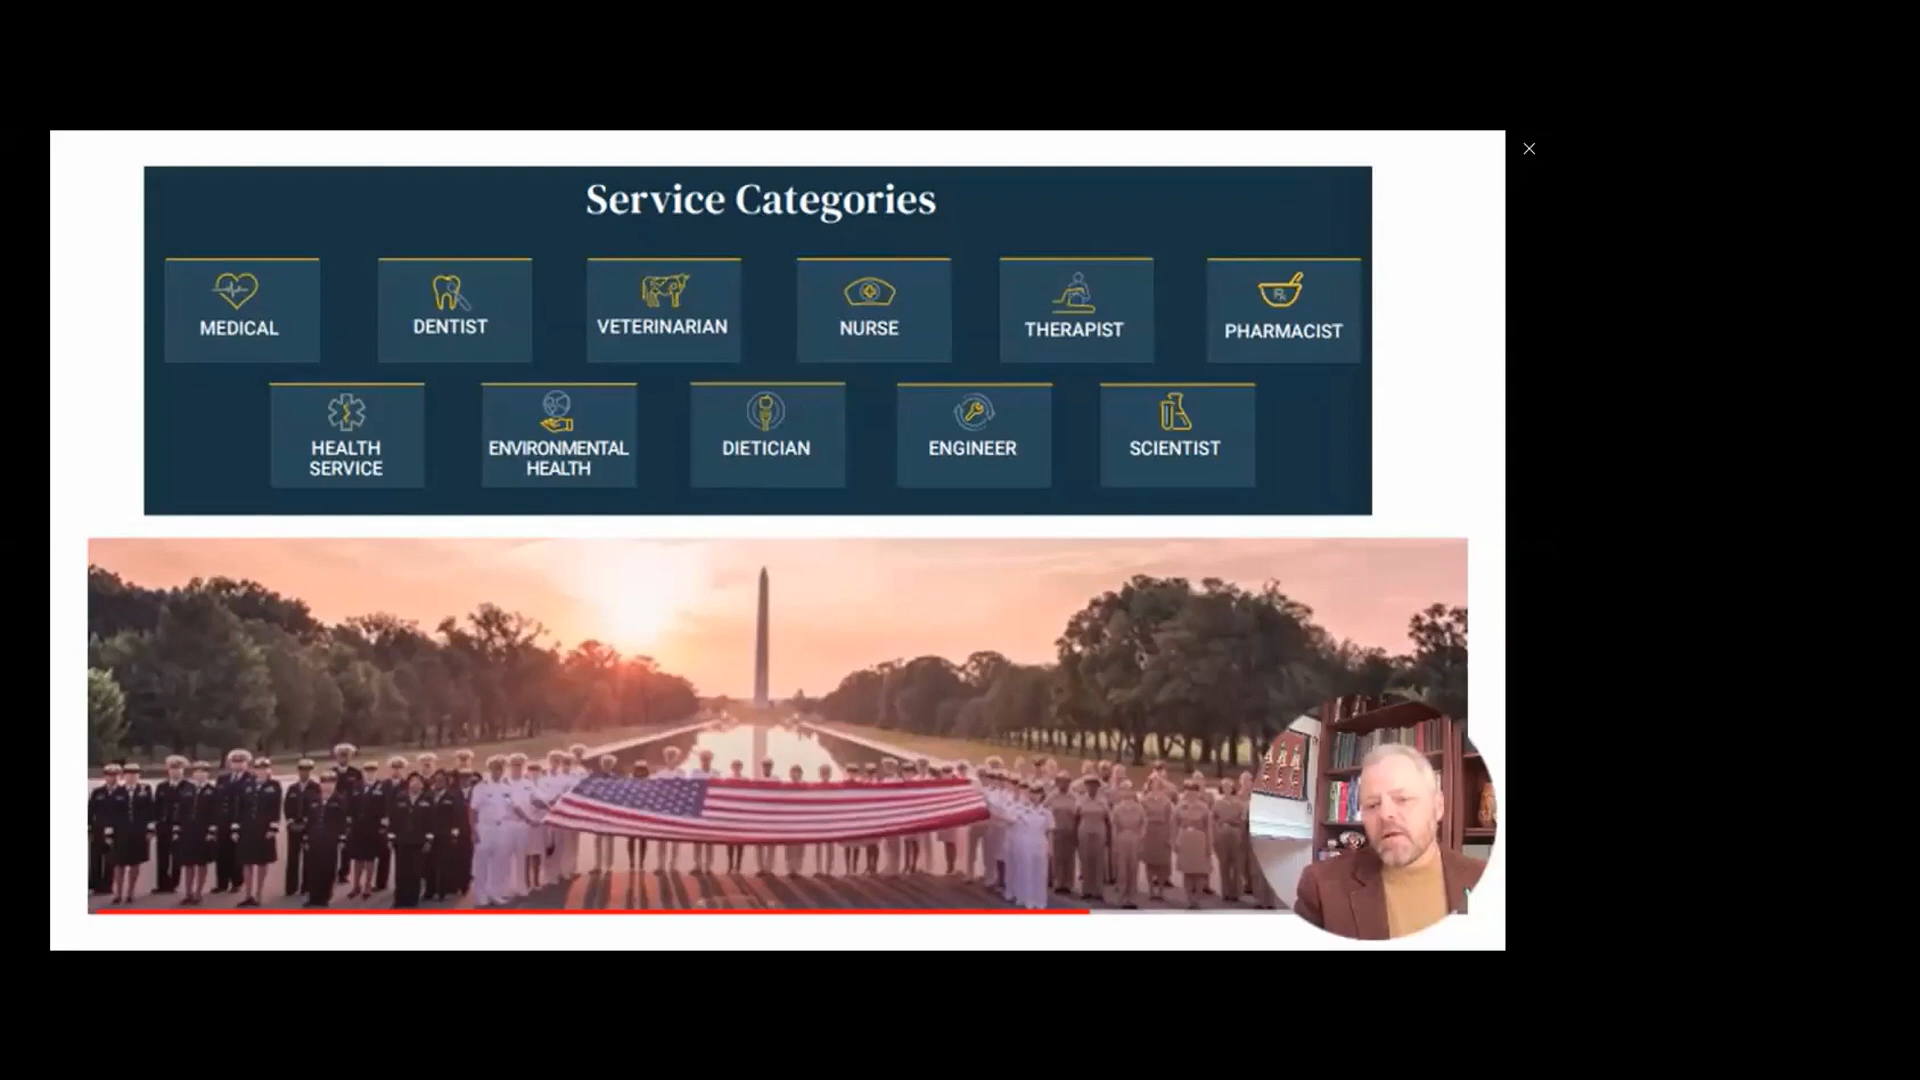 Service Categories
MEDICAL
DENTIST
VETERINARIAN
NURSE
THERAPIST
PHARMACIST
HEALTH
SERVICE
ENVIRONMENTAL
HEALTH
DIETICIAN
ENGINEER
SCIENTIST